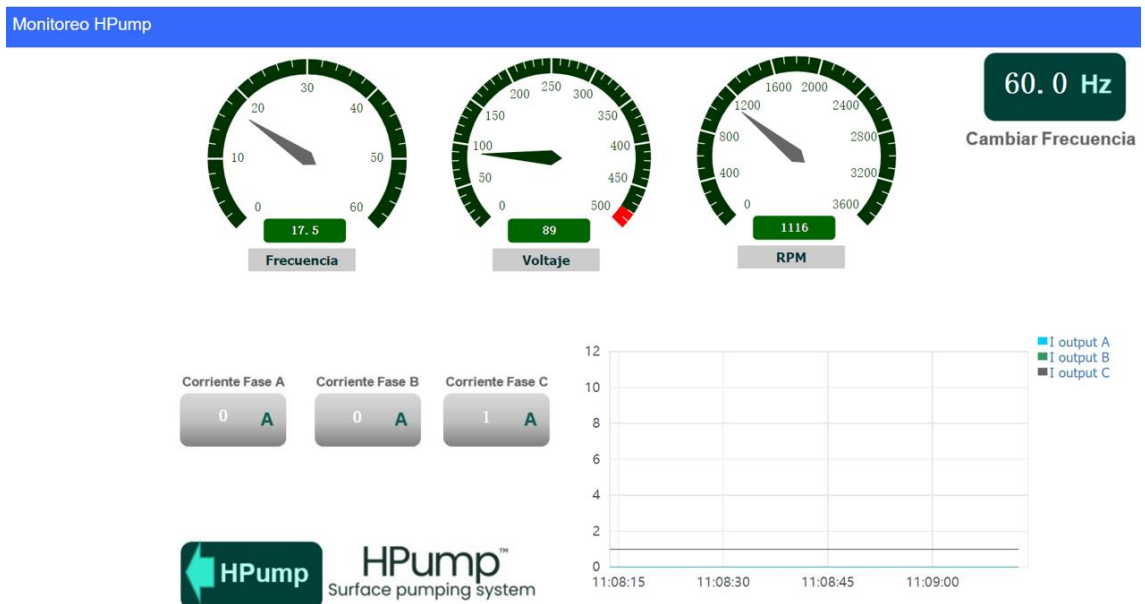 Monitoreo HPump
0 10 20 30 40 50 60
17.5
Frecuencia
0 50 100 150 200 250 300 350 400 450 500
89
Voltaje
0 400 800 1200 1600 2000 2400 2800 3200 3600
1116
RPM
60.0 Hz
Cambiar Frecuencia
Corriente Fase A
0 A
Corriente Fase B
0 A
Corriente Fase C
1 A
12
10
8
6
4
2
0
11:08:15 11:08:30 11:08:45 11:09:00
I output A
I output B
I output C
HPump
HPump™
Surface pumping system